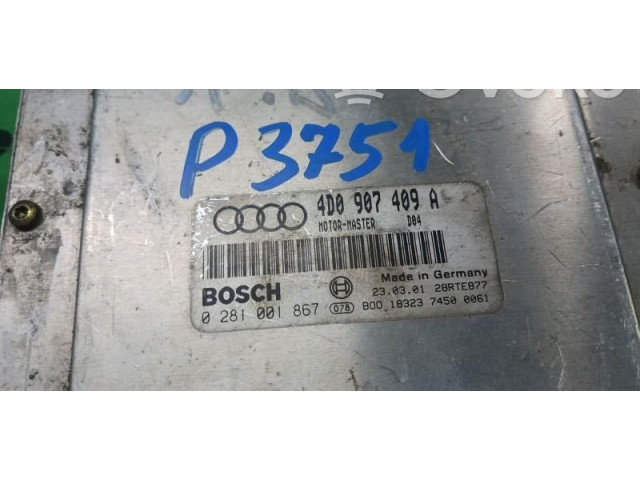 P 3751
4D0 907 409 A
MOTOR-MASTER D04
Made in Germany
BOSCH 23.03.01 28RTE877
0 281 001 867 078 B00 18323 7450 0061